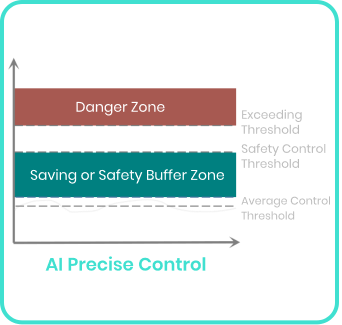 Danger Zone
Exceeding
Threshold
Safety Control
Threshold
Saving or Safety Buffer Zone
Average Control
Threshold
AI Precise Control